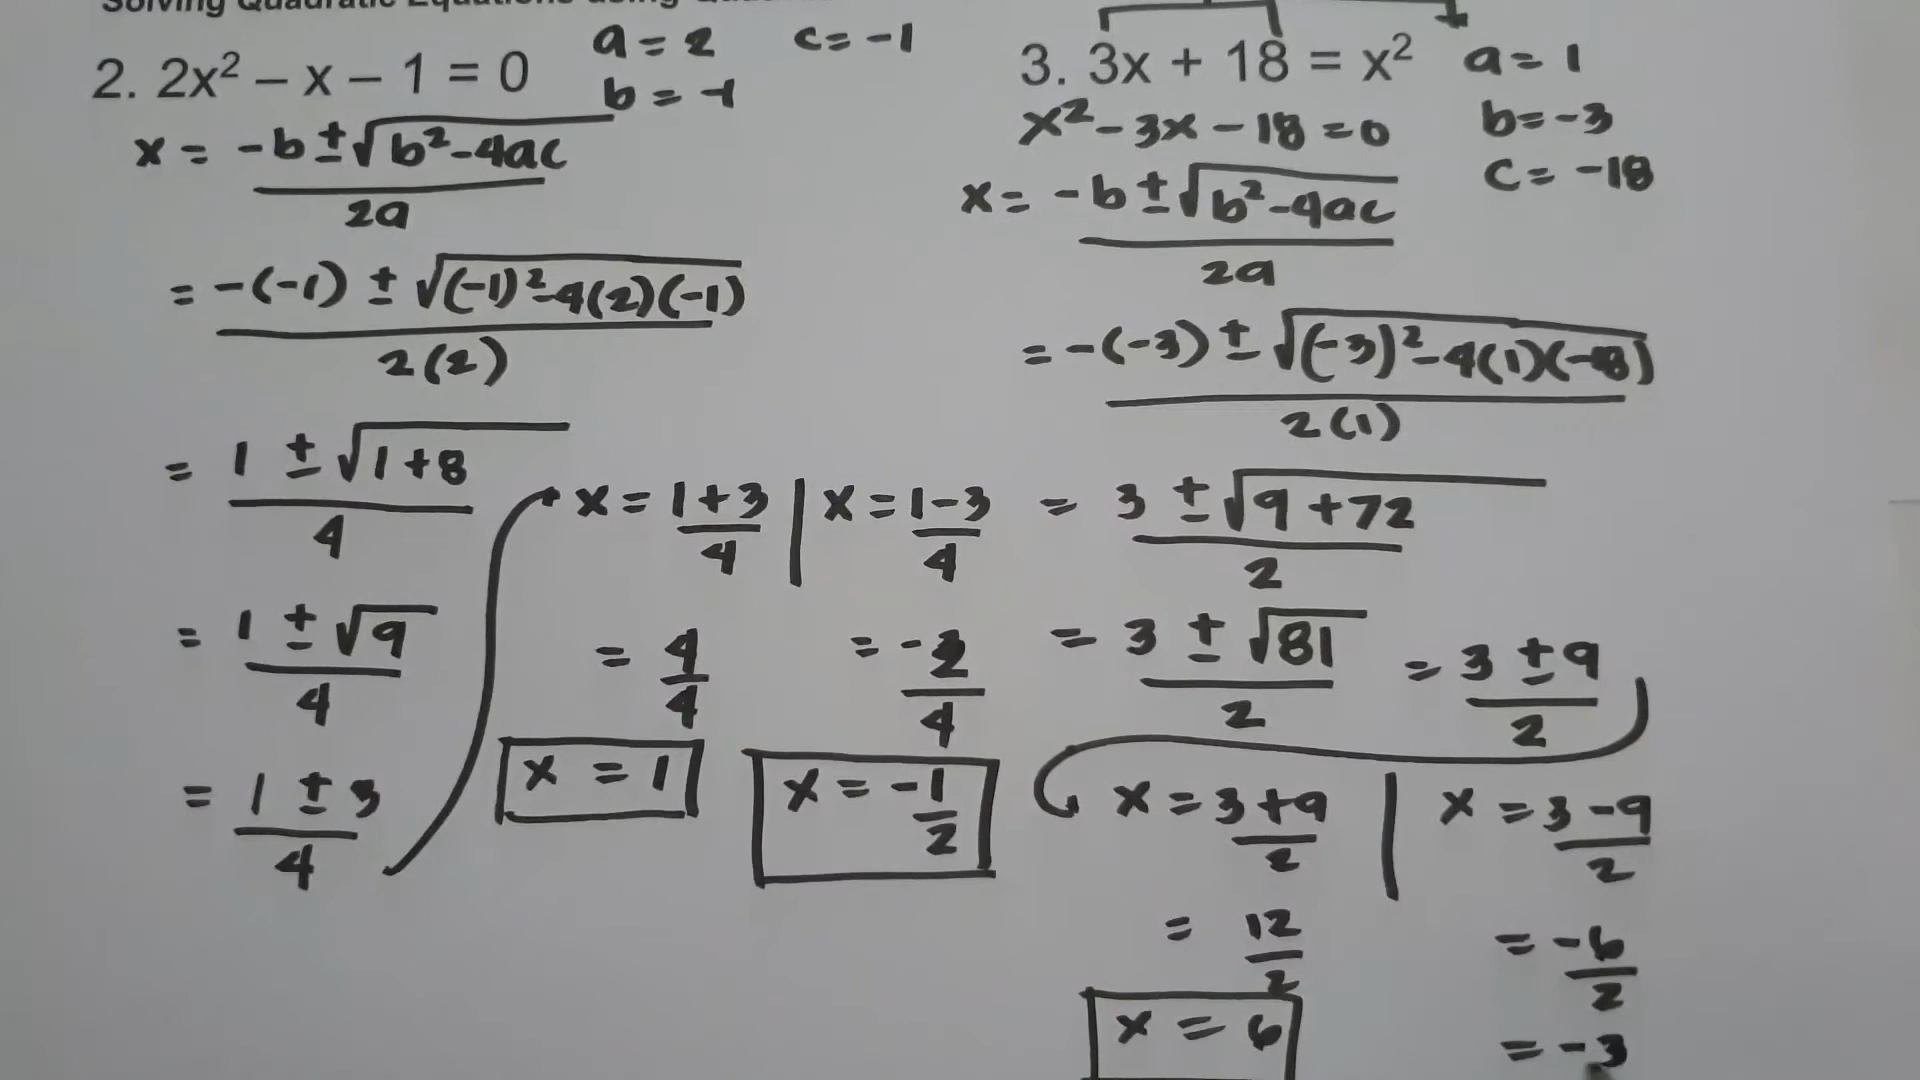 Solving Quadratic Equations using
2. 2x² – x – 1 = 0
a = 2
c = -1
b = -1
x = -b ± √b²-4ac
2a
= -(-1) ± √(-1)²-4(2)(-1)
2(2)
= 1 ± √1+8
4
= 1 ± √9
4
= 1 ± 3
4
x = 1+3 | x = 1-3
4 4
= 4 = -2
4 4
x = 1
x = -1
2
3. 3x + 18 = x²
a = 1
x² - 3x - 18 = 0
b = -3
c = -18
x = -b ± √b²-4ac
2a
= -(-3) ± √(-3)²-4(1)(-18)
2(1)
= 3 ± √9+72
2
= 3 ± √81
2
= 3 ± 9
2
x = 3+9 | x = 3-9
2 2
= 12 = -6
2 2
x = 6
= -3